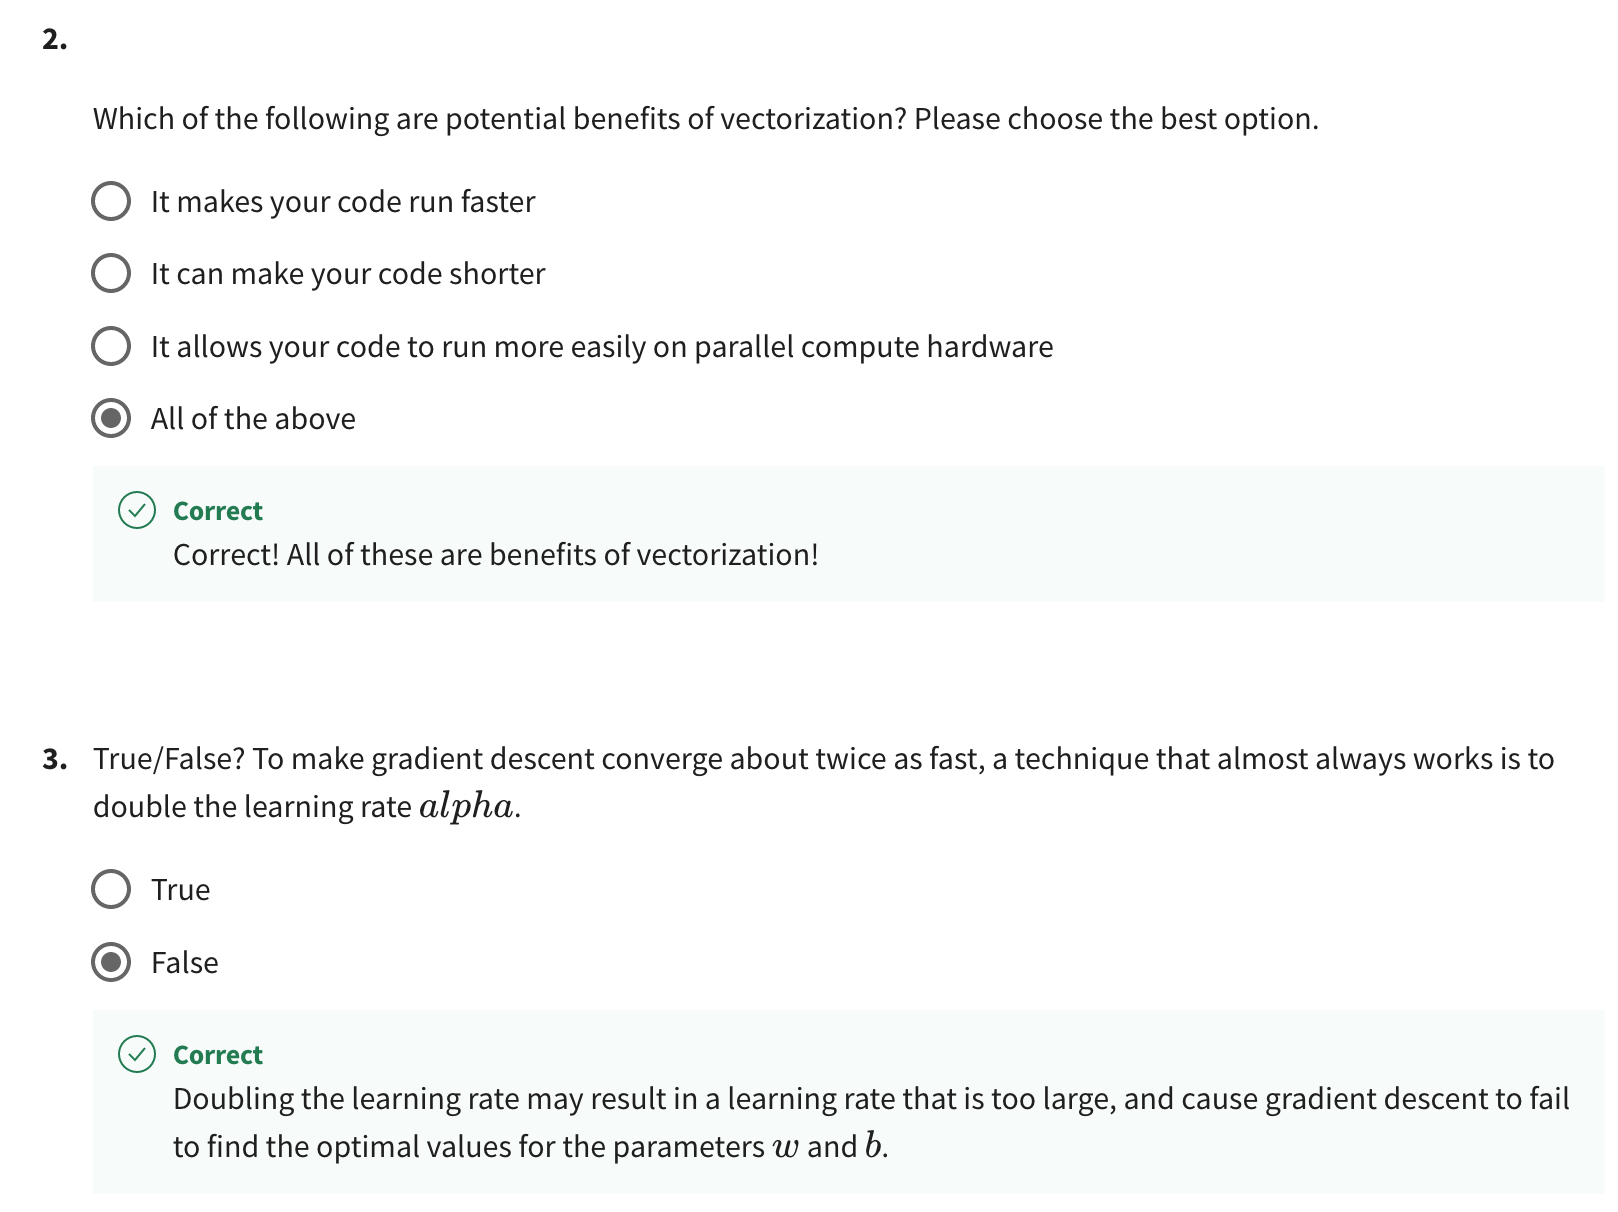 2.
Which of the following are potential benefits of vectorization? Please choose the best option.
It makes your code run faster
It can make your code shorter
It allows your code to run more easily on parallel compute hardware
All of the above
Correct
Correct! All of these are benefits of vectorization!
3. True/False? To make gradient descent converge about twice as fast, a technique that almost always works is to
double the learning rate alpha.
True
False
Correct
Doubling the learning rate may result in a learning rate that is too large, and cause gradient descent to fail
to find the optimal values for the parameters w and b.